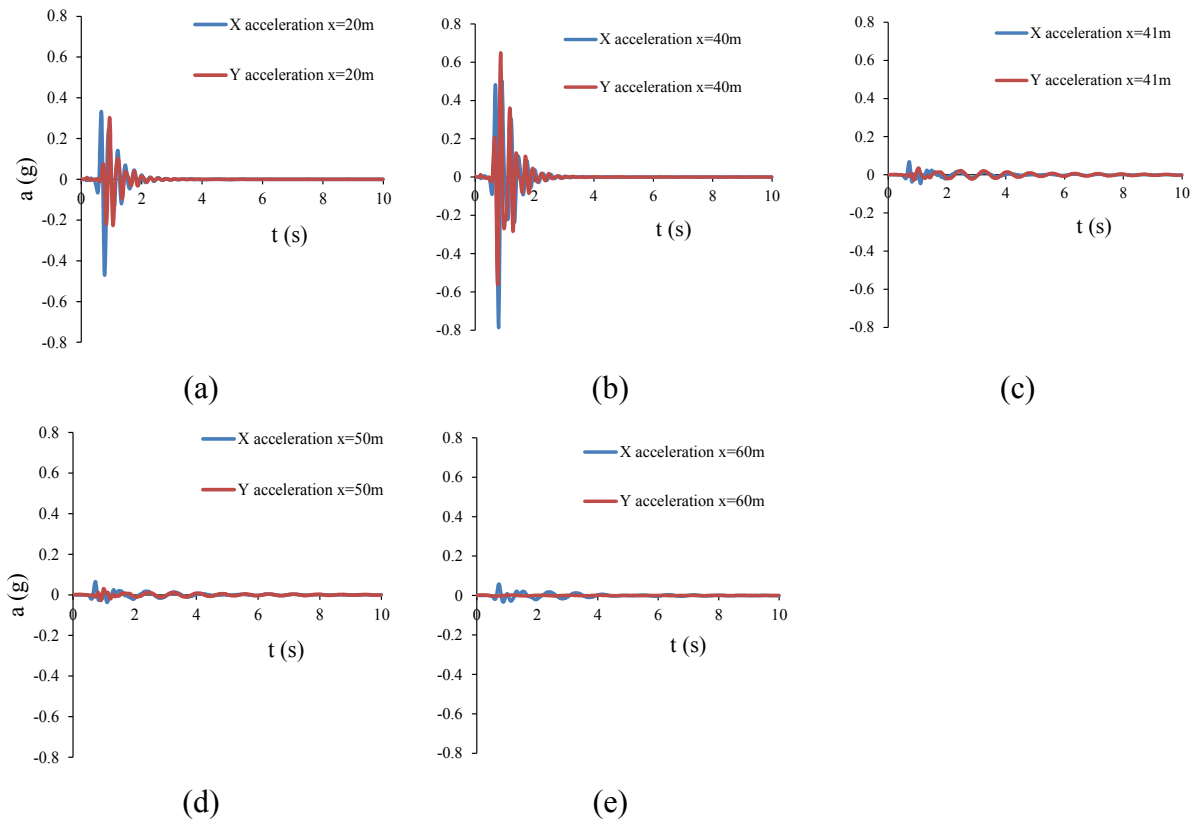 0.8
0.6
0.4
0.2
0
-0.2
-0.4
-0.6
-0.8
a (g)
0 2 4 6 8 10
t (s)
X acceleration x=20m
Y acceleration x=20m
(a)
0.8
0.6
0.4
0.2
0
-0.2
-0.4
-0.6
-0.8
0 2 4 6 8 10
t (s)
X acceleration x=40m
Y acceleration x=40m
(b)
0.8
0.6
0.4
0.2
0
-0.2
-0.4
-0.6
-0.8
0 2 4 6 8 10
t (s)
X acceleration x=41m
Y acceleration x=41m
(c)
0.8
0.6
0.4
0.2
0
-0.2
-0.4
-0.6
-0.8
a (g)
0 2 4 6 8 10
t (s)
X acceleration x=50m
Y acceleration x=50m
(d)
0.8
0.6
0.4
0.2
0
-0.2
-0.4
-0.6
-0.8
0 2 4 6 8 10
t (s)
X acceleration x=60m
Y acceleration x=60m
(e)